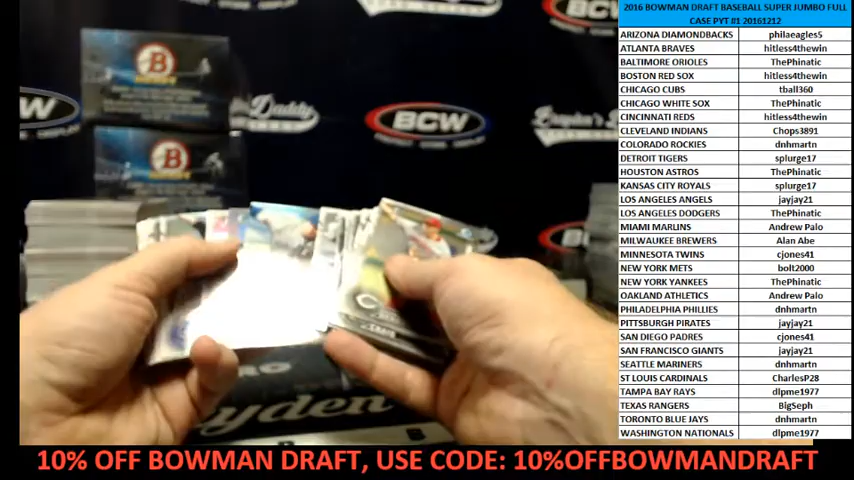 2016 BOWMAN DRAFT BASEBALL SUPER JUMBO FULL
CASE PYT #1 20161212
ARIZONA DIAMONDBACKS philaeagles5
ATLANTA BRAVES hitless4thewin
BALTIMORE ORIOLES ThePhinatic
BOSTON RED SOX hitless4thewin
CHICAGO CUBS tball360
CHICAGO WHITE SOX ThePhinatic
CINCINNATI REDS hitless4thewin
CLEVELAND INDIANS Chops3891
COLORADO ROCKIES dnhmartn
DETROIT TIGERS splurge17
HOUSTON ASTROS ThePhinatic
KANSAS CITY ROYALS splurge17
LOS ANGELES ANGELS jayjay21
LOS ANGELES DODGERS ThePhinatic
MIAMI MARLINS Andrew Palo
MILWAUKEE BREWERS Alan Abe
MINNESOTA TWINS cjones41
NEW YORK METS bolt2000
NEW YORK YANKEES ThePhinatic
OAKLAND ATHLETICS Andrew Palo
PHILADELPHIA PHILLIES dnhmartn
PITTSBURGH PIRATES jayjay21
SAN DIEGO PADRES cjones41
SAN FRANCISCO GIANTS jayjay21
SEATTLE MARINERS dnhmartn
ST LOUIS CARDINALS CharlesP28
TAMPA BAY RAYS dlpme1977
TEXAS RANGERS BigSeph
TORONTO BLUE JAYS dnhmartn
WASHINGTON NATIONALS dlpme1977
B
B
Daddy
BCW
yden
10% OFF BOWMAN DRAFT, USE CODE: 10%OFFBOWMANDRAFT